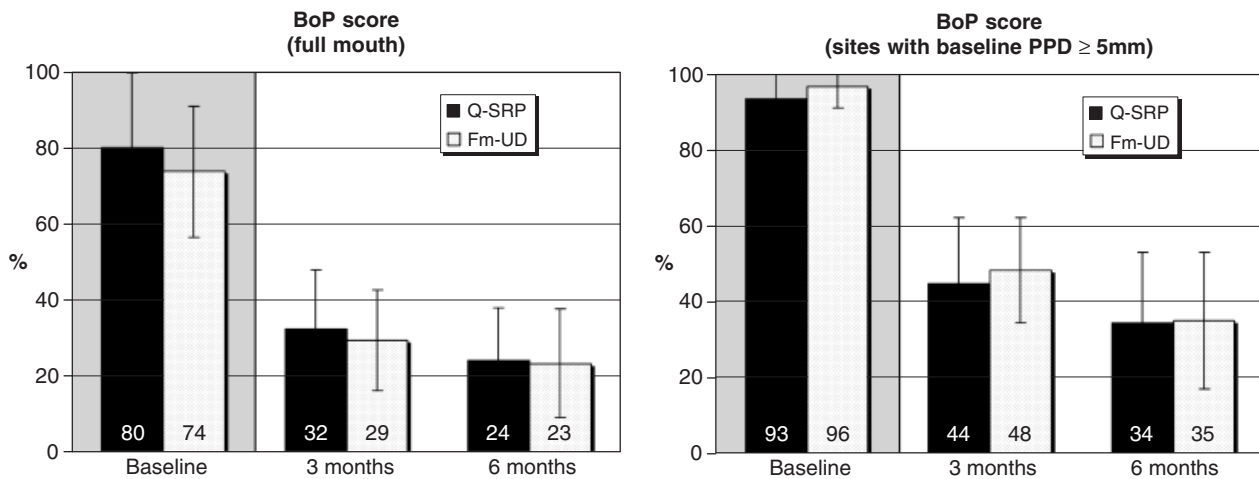 BoP score
(full mouth)
100
80
60
%
40
20
0
Q-SRP
Fm-UD
80
74
32
29
24
23
Baseline
3 months
6 months
BoP score
(sites with baseline PPD ≥ 5mm)
100
80
60
%
40
20
0
Q-SRP
Fm-UD
93
96
44
48
34
35
Baseline
3 months
6 months